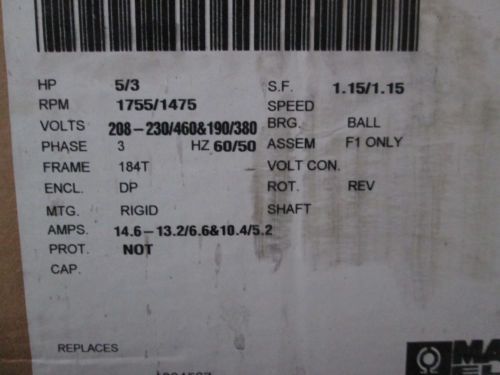 HP 5/3 S.F. 1.15/1.15
RPM 1755/1475 SPEED
VOLTS 208-230/460&190/380 BRG. BALL
PHASE 3 HZ 60/50 ASSEM F1 ONLY
FRAME 184T VOLT CON.
ENCL. DP ROT. REV
MTG. RIGID SHAFT
AMPS. 14.6-13.2/6.6&10.4/5.2
PROT. NOT
CAP.
REPLACES